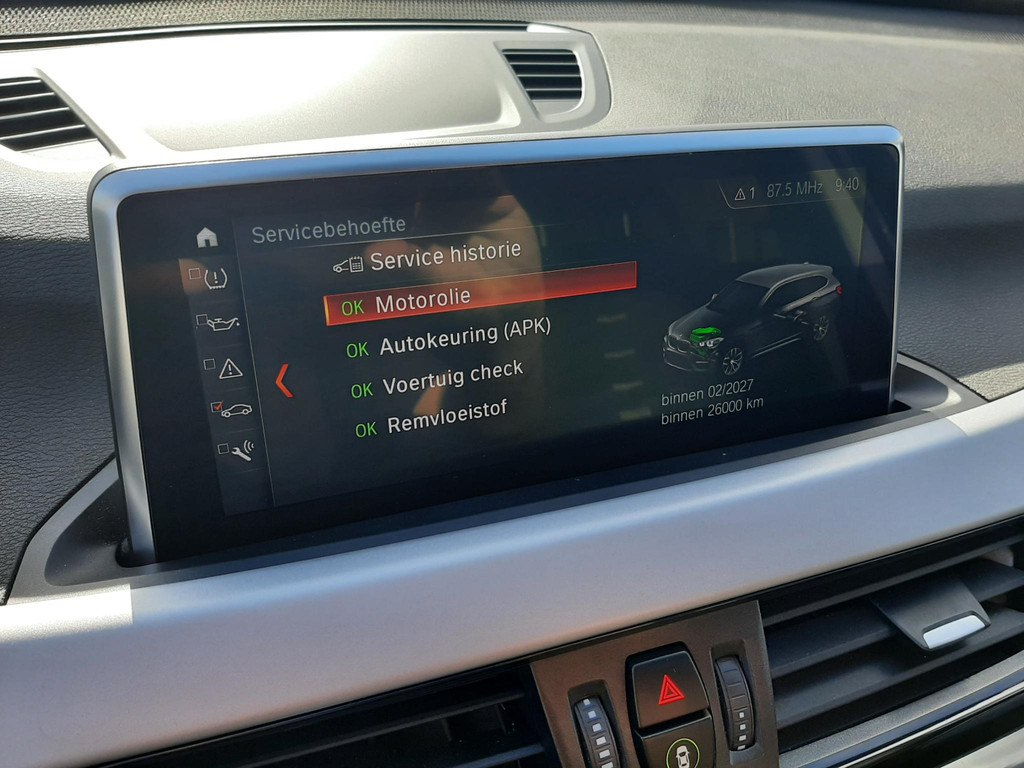 1 87.5 MHz 9:40
Servicebehoefte
Service historie
OK Motorolie
OK Autokeuring (APK)
OK Voertuig check
OK Remvloeistof
binnen 02/2027
binnen 26000 km